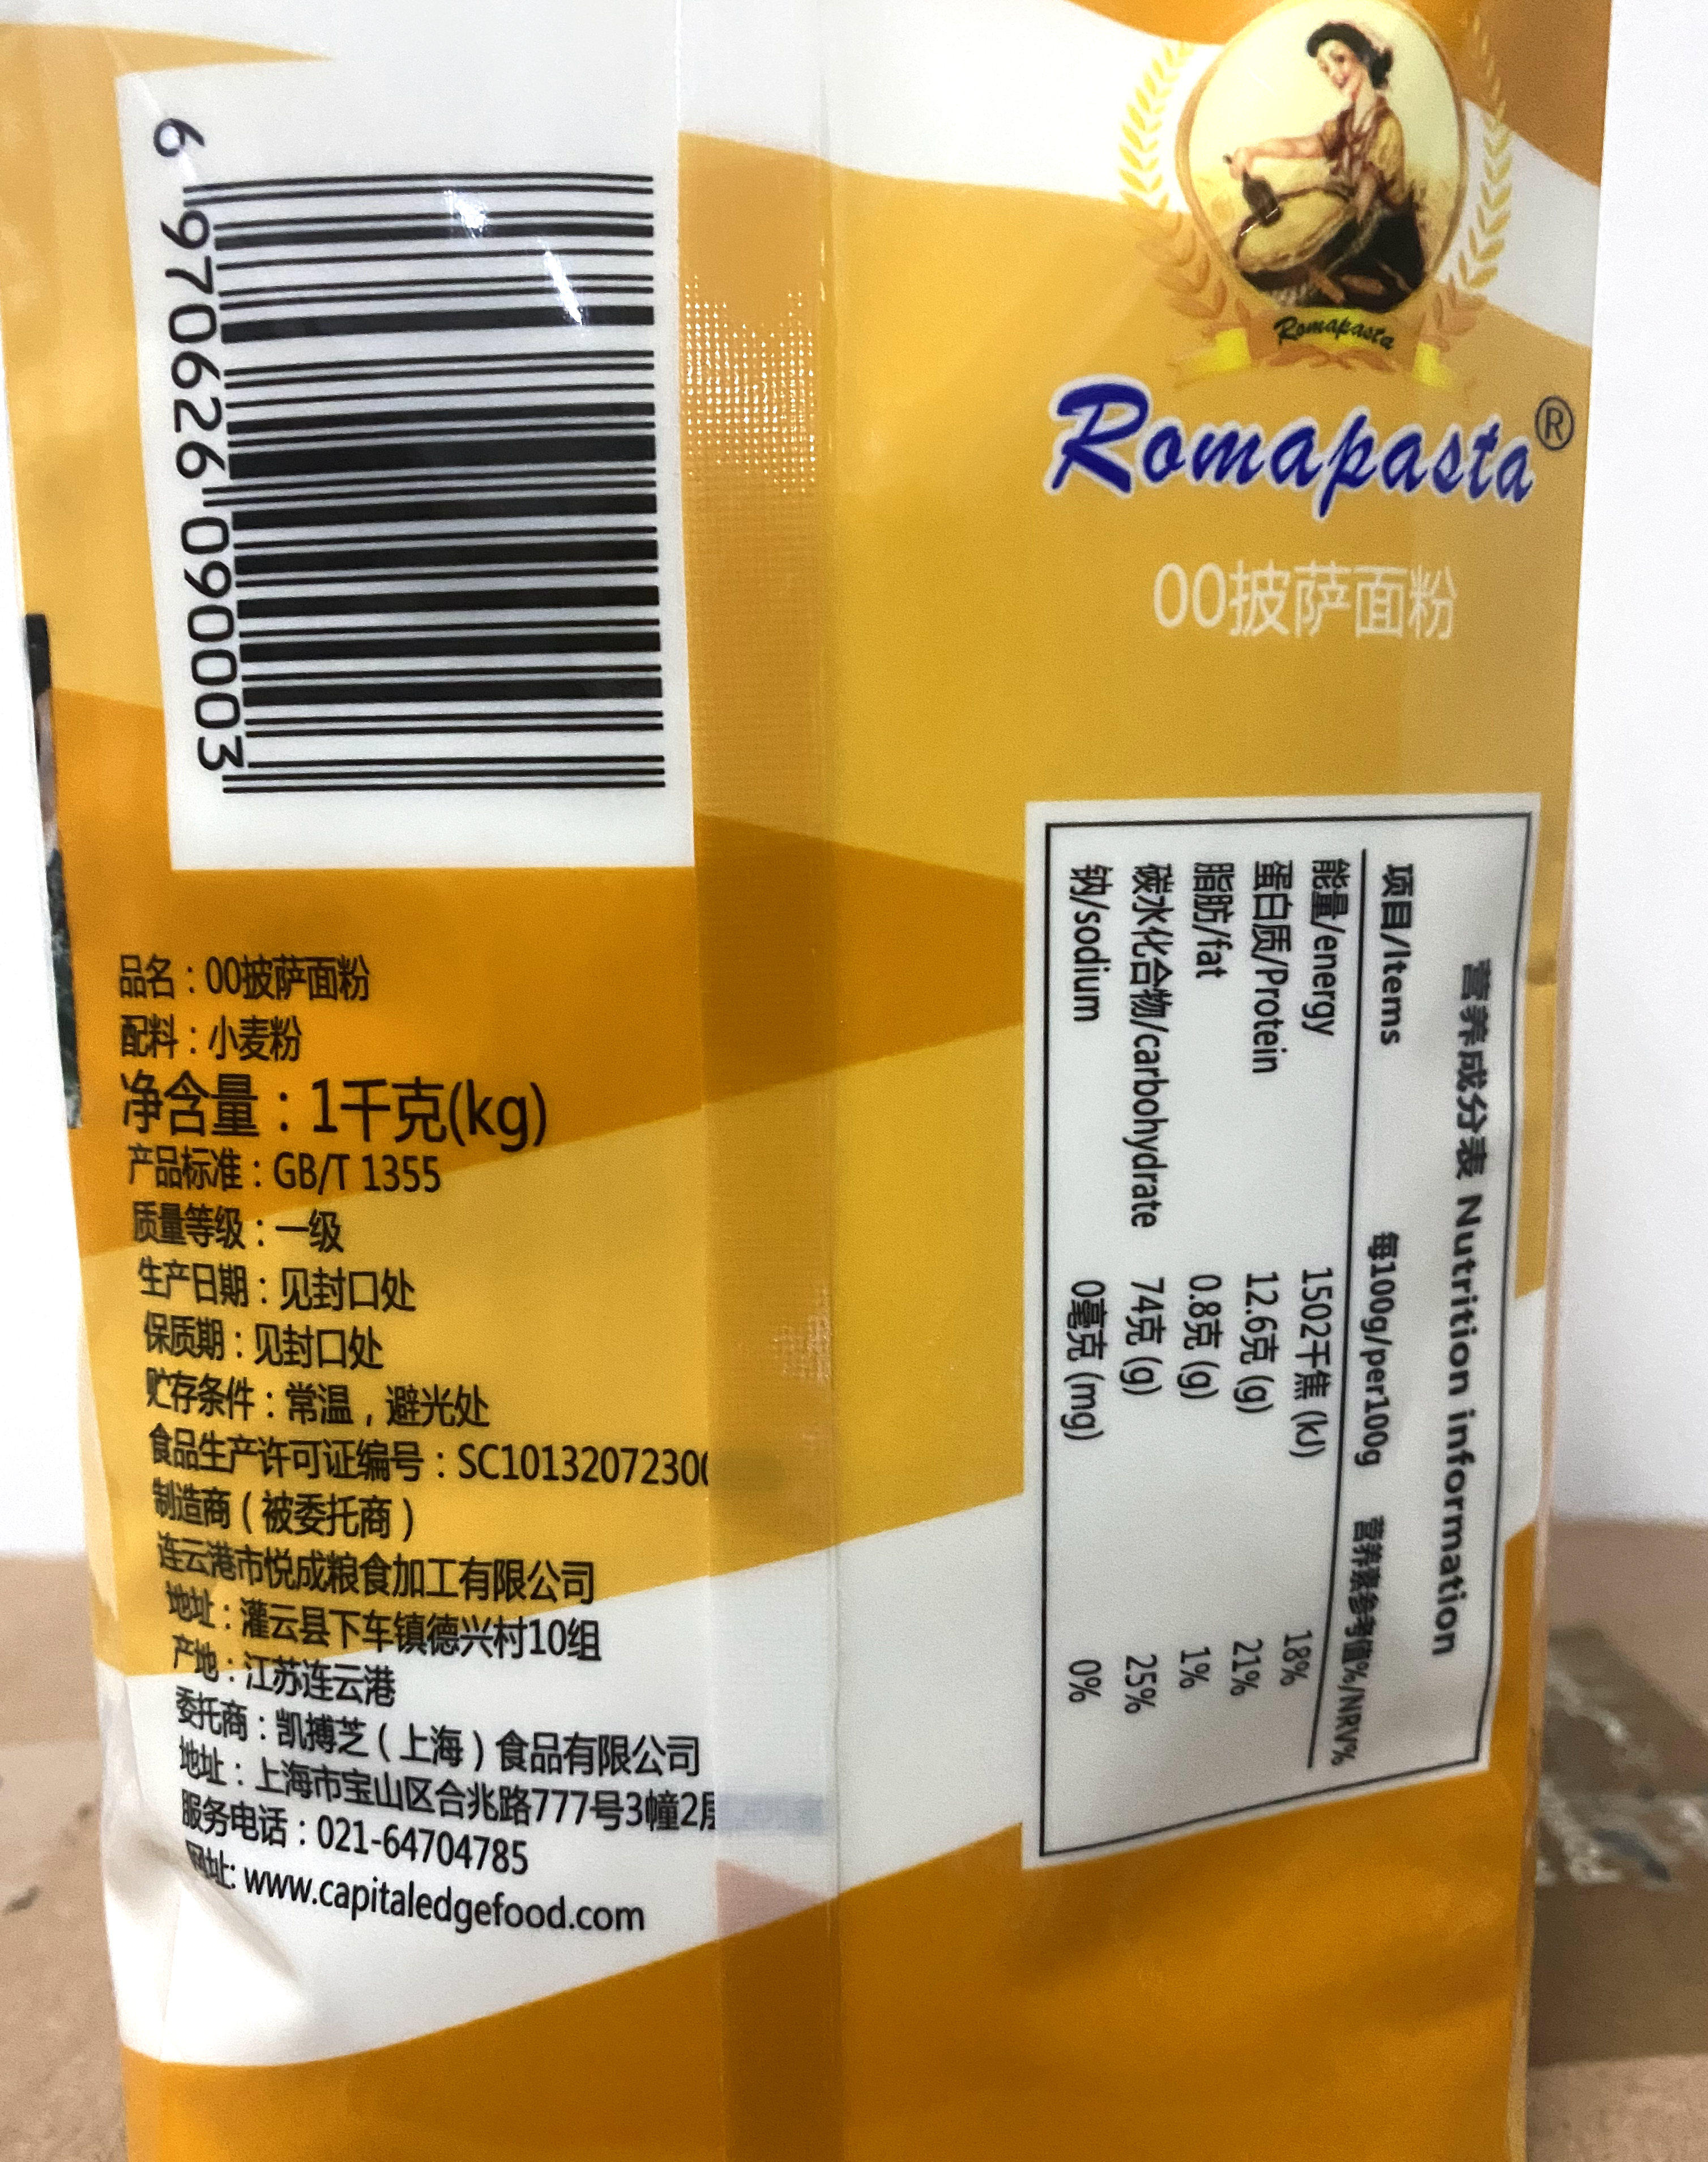 6 970626 090003
品名：00披萨面粉
配料：小麦粉
净含量：1千克(kg)
产品标准：GB/T 1355
质量等级：一级
生产日期：见封口处
保质期：见封口处
贮存条件：常温，避光处
食品生产许可证编号：
制造商（被委托商）
连云港市悦成粮食加工有限公司
地址：灌云县下车镇德兴村10组
产地：江苏连云港
委托商：凯搏芝（上海）食品有限公司
地址：上海市宝山区合兆路777号3幢2层
服务电话：021-64704785
网址: www.capitaledgefood.com
Romapasta
Romapasta®
00披萨面粉
营养成分表 Nutrition information
项目/Items 每100g/per100g 营养素参考值%/NRV%
能量/energy 1502千焦 (kJ) 18%
蛋白质/Protein 12.6克 (g) 21%
脂肪/fat 0.8克 (g) 1%
碳水化合物/carbohydrate 74克 (g) 25%
钠/sodium 0毫克 (mg) 0%